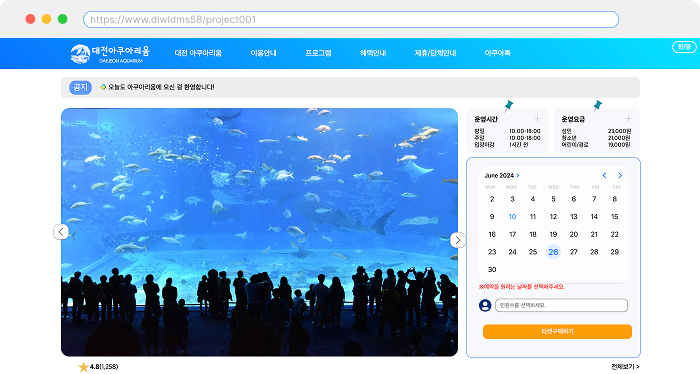 https://www.dlwldms58/project001
대전아쿠아리움
DAEJEON AQUARIUM
대전 아쿠아리움 이용안내 프로그램 혜택안내 제휴/단체안내 아쿠아톡
공지 오늘도 아쿠아리움에 오신 걸 환영합니다!
운영시간 +
평일 10:00-18:00
주말 10:00-18:00
입장마감 1시간 전
운영요금 +
성인 23,000원
청소년 21,000원
어린이/경로 19,000원
June 2024 >
SUN MON TUE WED THU FRI SAT
2 3 4 5 6 7 8
9 10 11 12 13 14 15
16 17 18 19 20 21 22
23 24 25 26 27 28 29
30
※예약을 원하는 날짜를 선택해주세요.
인원수를 선택하세요.
티켓구매하기
4.8(1,258)
전체보기 >